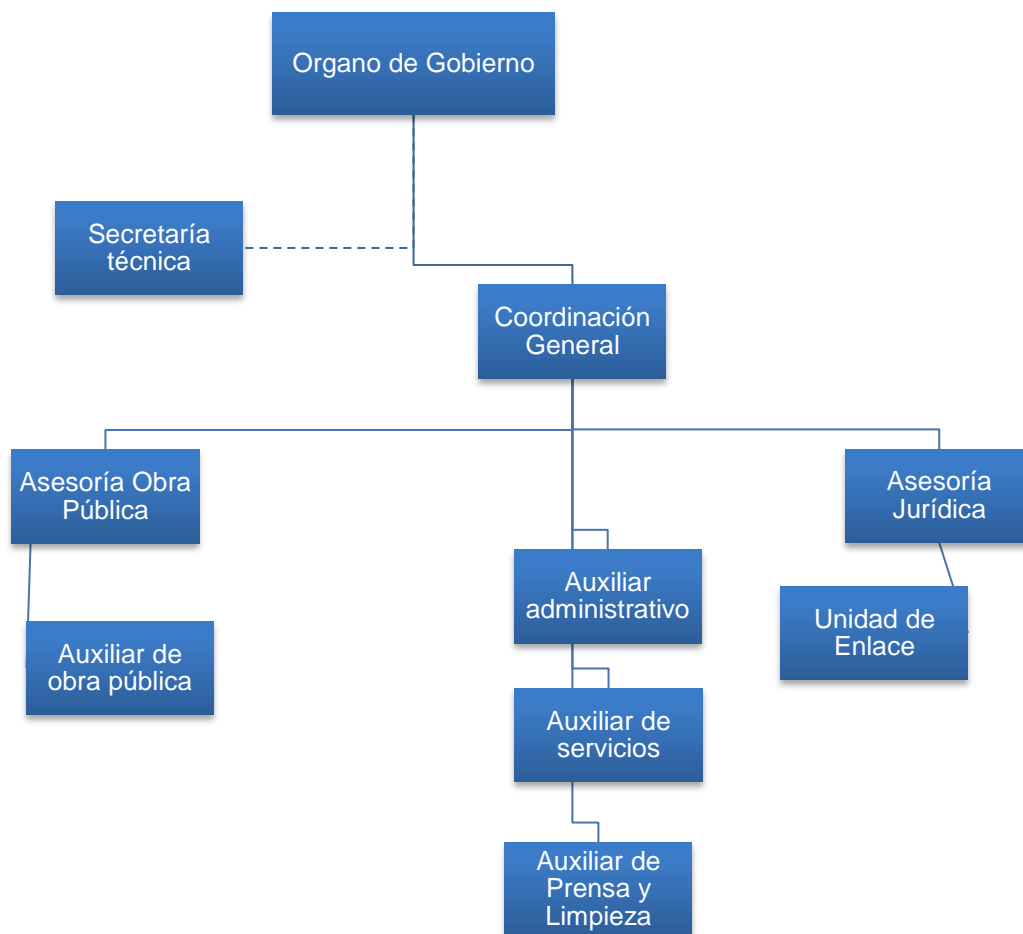 Organo de Gobierno
Secretaría
técnica
Coordinación
General
Asesoría Obra
Pública
Asesoría
Jurídica
Auxiliar
administrativo
Unidad de
Enlace
Auxiliar de
obra pública
Auxiliar de
servicios
Auxiliar de
Prensa y
Limpieza